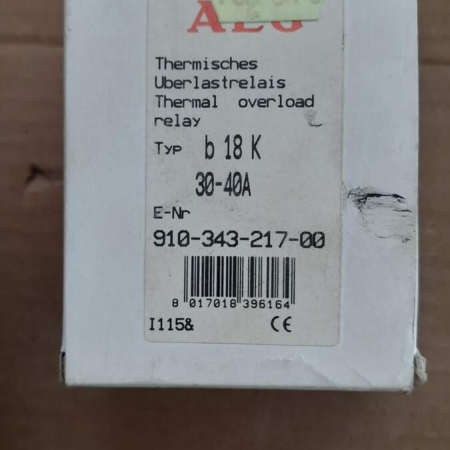 AEG
Thermisches
Uberlastrelais
Thermal overload
relay
Typ b 18 K
30-40A
E-Nr
910-343-217-00
8 017018 396164
I115& CE